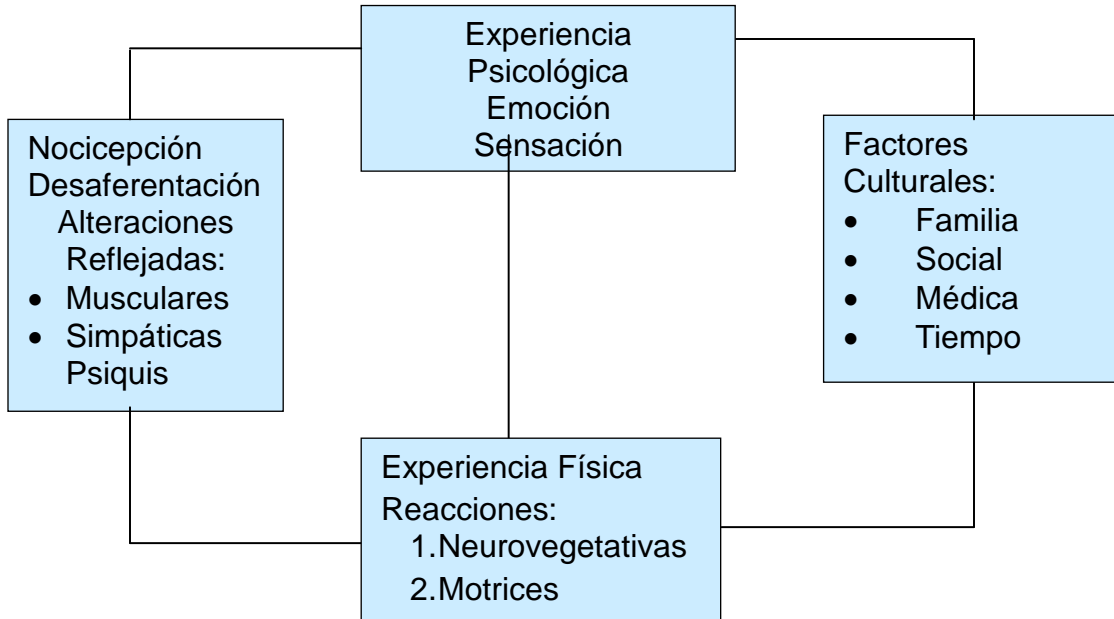 Experiencia
Psicológica
Emoción
Sensación
Nocicepción
Desaferentación
Alteraciones
Reflejadas:
• Musculares
• Simpáticas
Psiquis
Factores
Culturales:
• Familia
• Social
• Médica
• Tiempo
Experiencia Física
Reacciones:
1.Neurovegetativas
2.Motrices